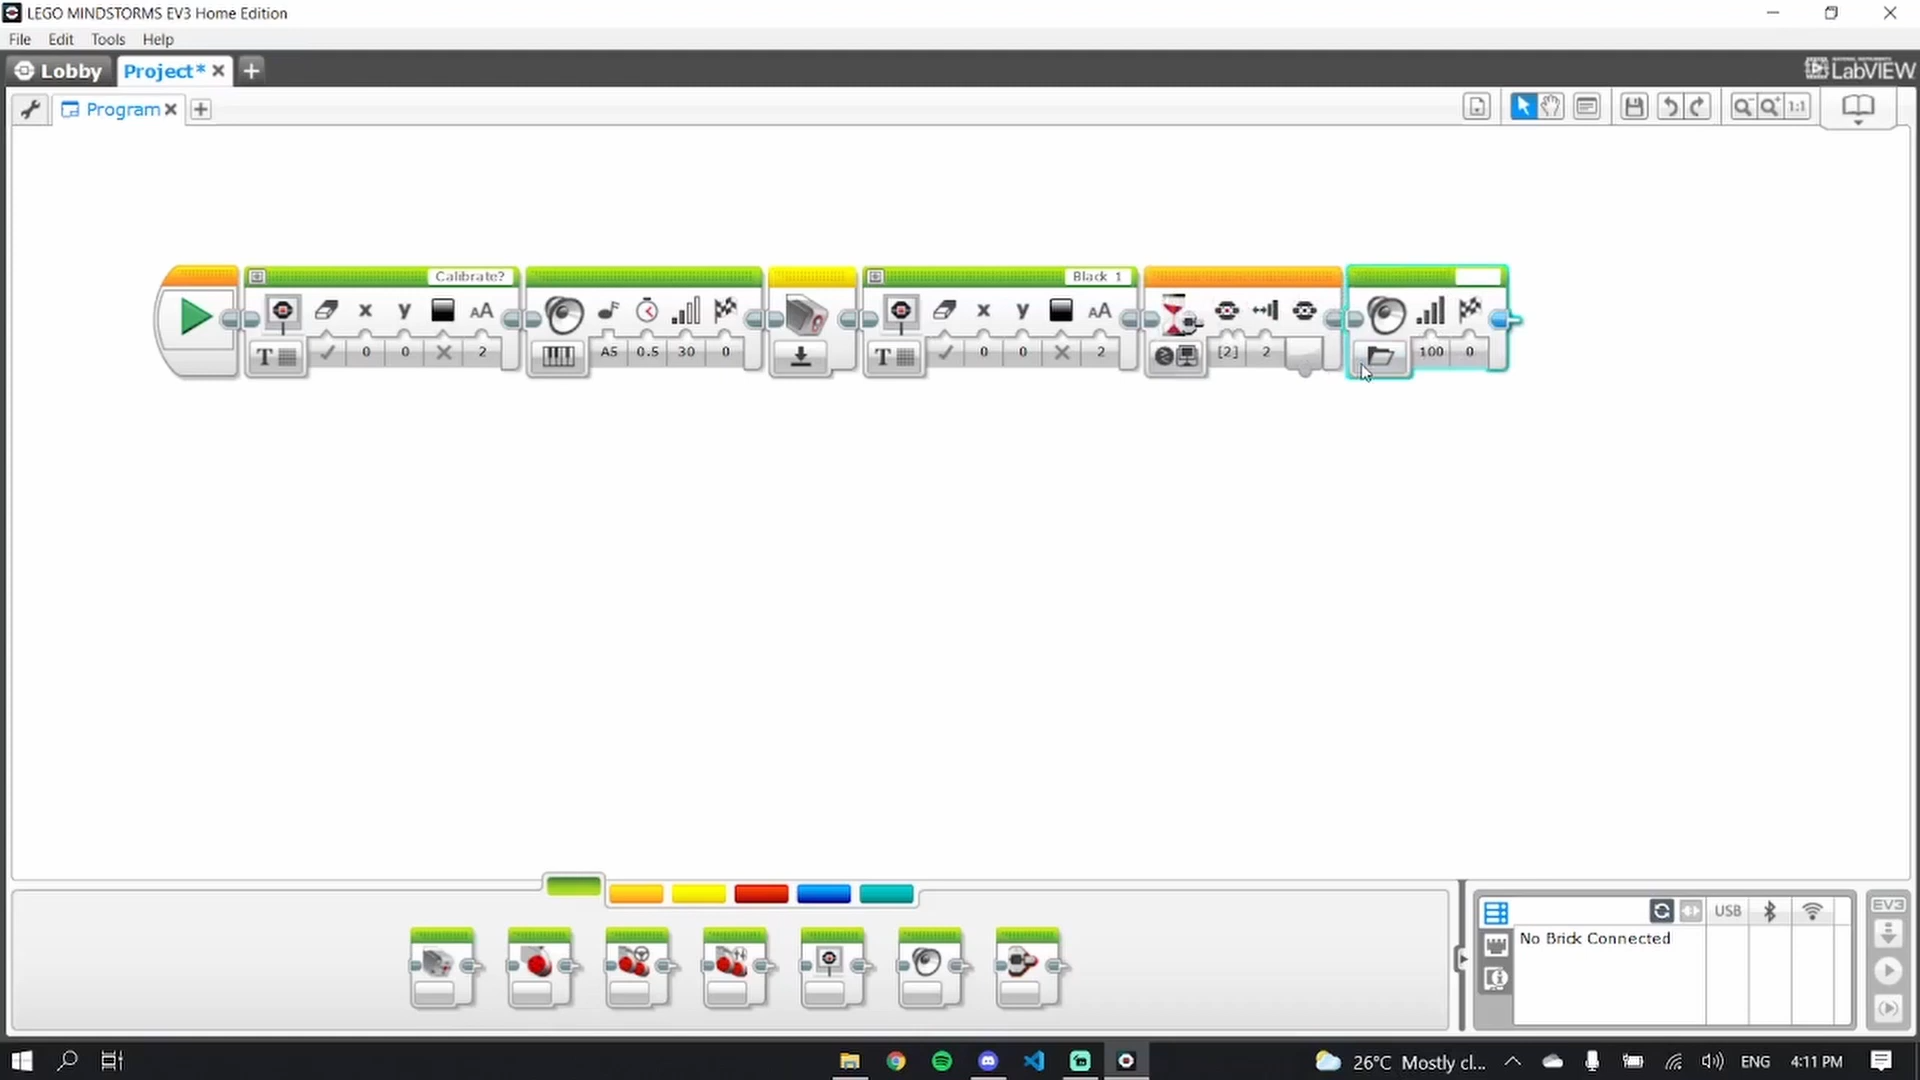 LEGO MINDSTORMS EV3 Home Edition
File Edit Tools Help
Lobby Project* LabVIEW
Program 1:1
Calibrate? Black 1
x y AA x y AA
T 0 0 2 A5 0.5 30 0 T 0 0 2 [2] 2 100 0
USB EV3
No Brick Connected
26°C Mostly cl... ENG 4:11 PM